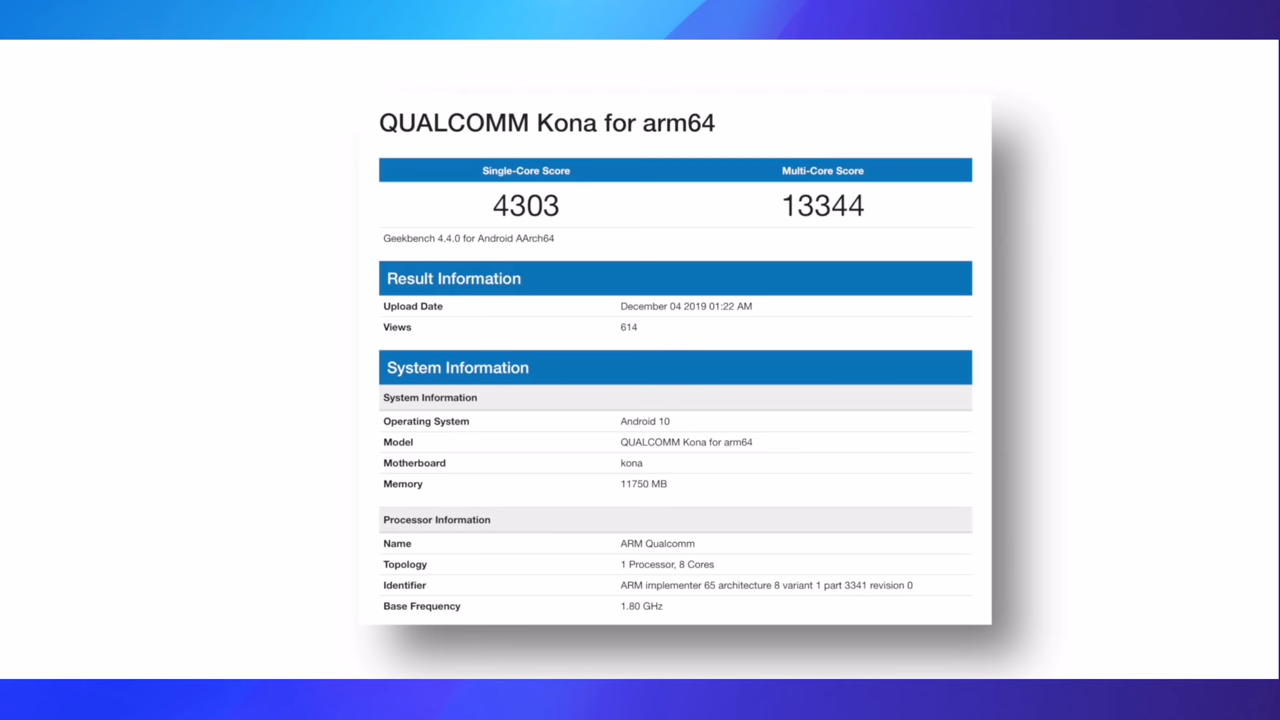 QUALCOMM Kona for arm64
Single-Core Score Multi-Core Score
4303 13344
Geekbench 4.4.0 for Android AArch64
Result Information
Upload Date December 04 2019 01:22 AM
Views 614
System Information
System Information
Operating System Android 10
Model QUALCOMM Kona for arm64
Motherboard kona
Memory 11750 MB
Processor Information
Name ARM Qualcomm
Topology 1 Processor, 8 Cores
Identifier ARM implementer 65 architecture 8 variant 1 part 3341 revision 0
Base Frequency 1.80 GHz